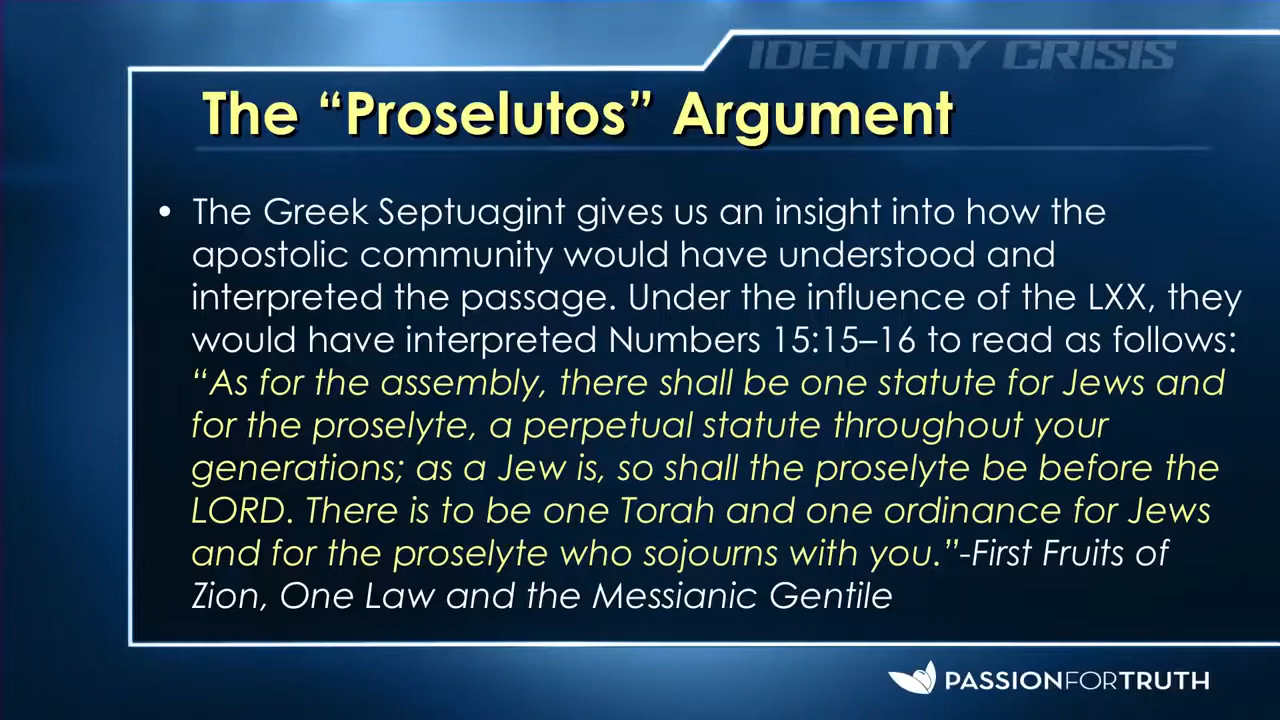 IDENTITY CRISIS
The “Proselutos” Argument
• The Greek Septuagint gives us an insight into how the
apostolic community would have understood and
interpreted the passage. Under the influence of the LXX, they
would have interpreted Numbers 15:15–16 to read as follows:
“As for the assembly, there shall be one statute for Jews and
for the proselyte, a perpetual statute throughout your
generations; as a Jew is, so shall the proselyte be before the
LORD. There is to be one Torah and one ordinance for Jews
and for the proselyte who sojourns with you.”-First Fruits of
Zion, One Law and the Messianic Gentile
PASSIONFORTRUTH